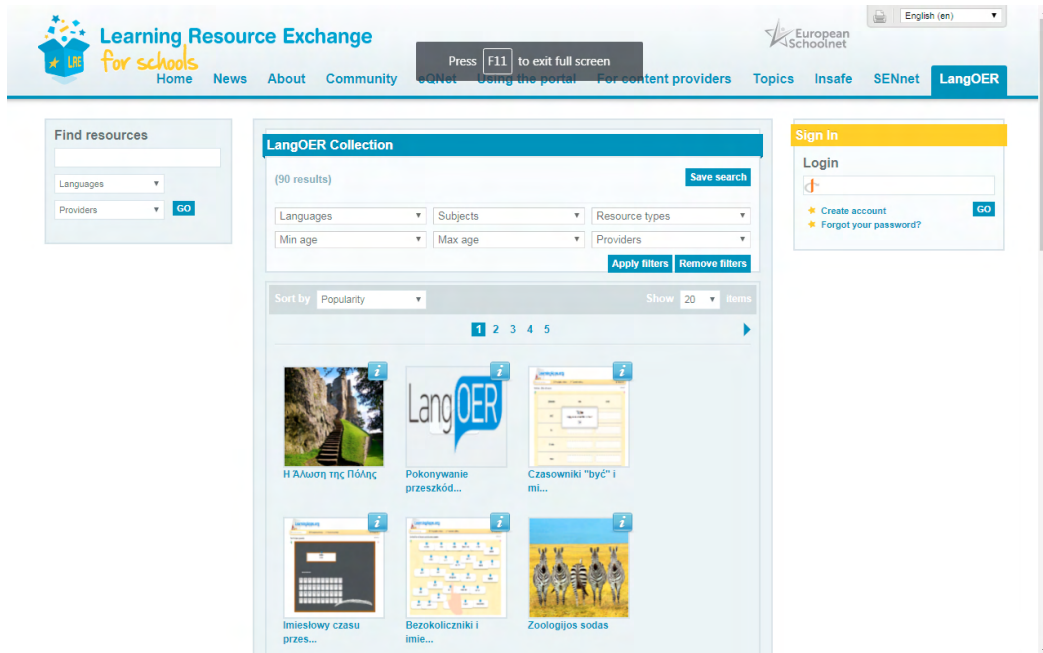 English (en)
Learning Resource Exchange
for schools
LRE
European
Schoolnet
Press F11 to exit full screen
Home News About Community eQNet Using the portal For content providers Topics Insafe SENnet LangOER
Find resources
Languages
Providers
GO
LangOER Collection
(90 results)
Save search
Languages Subjects Resource types
Min age Max age Providers
Apply filters Remove filters
Sort by Popularity Show 20 items
1 2 3 4 5
LangOER
Η Άλωση της Πόλης
Pokonywanie
przeszkód...
Czasowniki "być" i
mi...
Imiesłowy czasu
przes...
Bezokoliczniki i
imie...
Zoologijos sodas
Sign In
Login
Create account
GO
Forgot your password?